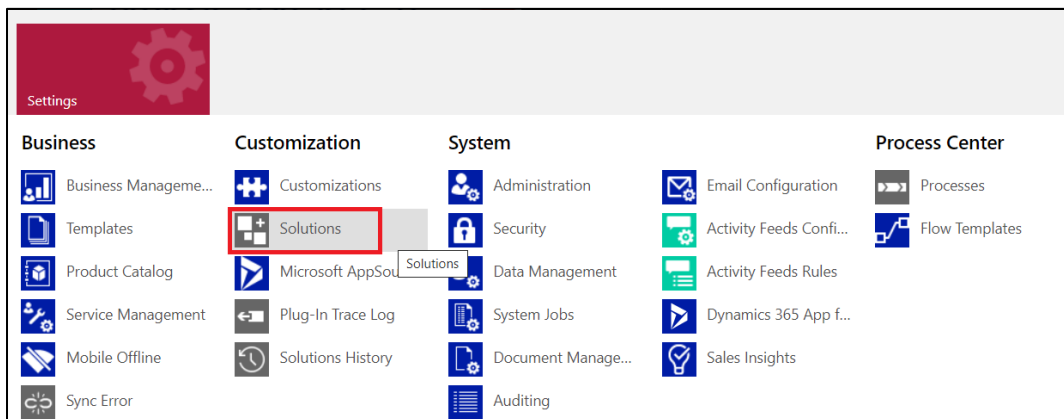 Settings
Business
Business Manageme...
Templates
Product Catalog
Service Management
Mobile Offline
Sync Error
Customization
Customizations
Solutions
Microsoft AppSou
Solutions
Plug-In Trace Log
Solutions History
System
Administration
Security
Data Management
System Jobs
Document Manage...
Auditing
Email Configuration
Activity Feeds Confi...
Activity Feeds Rules
Dynamics 365 App f...
Sales Insights
Process Center
Processes
Flow Templates